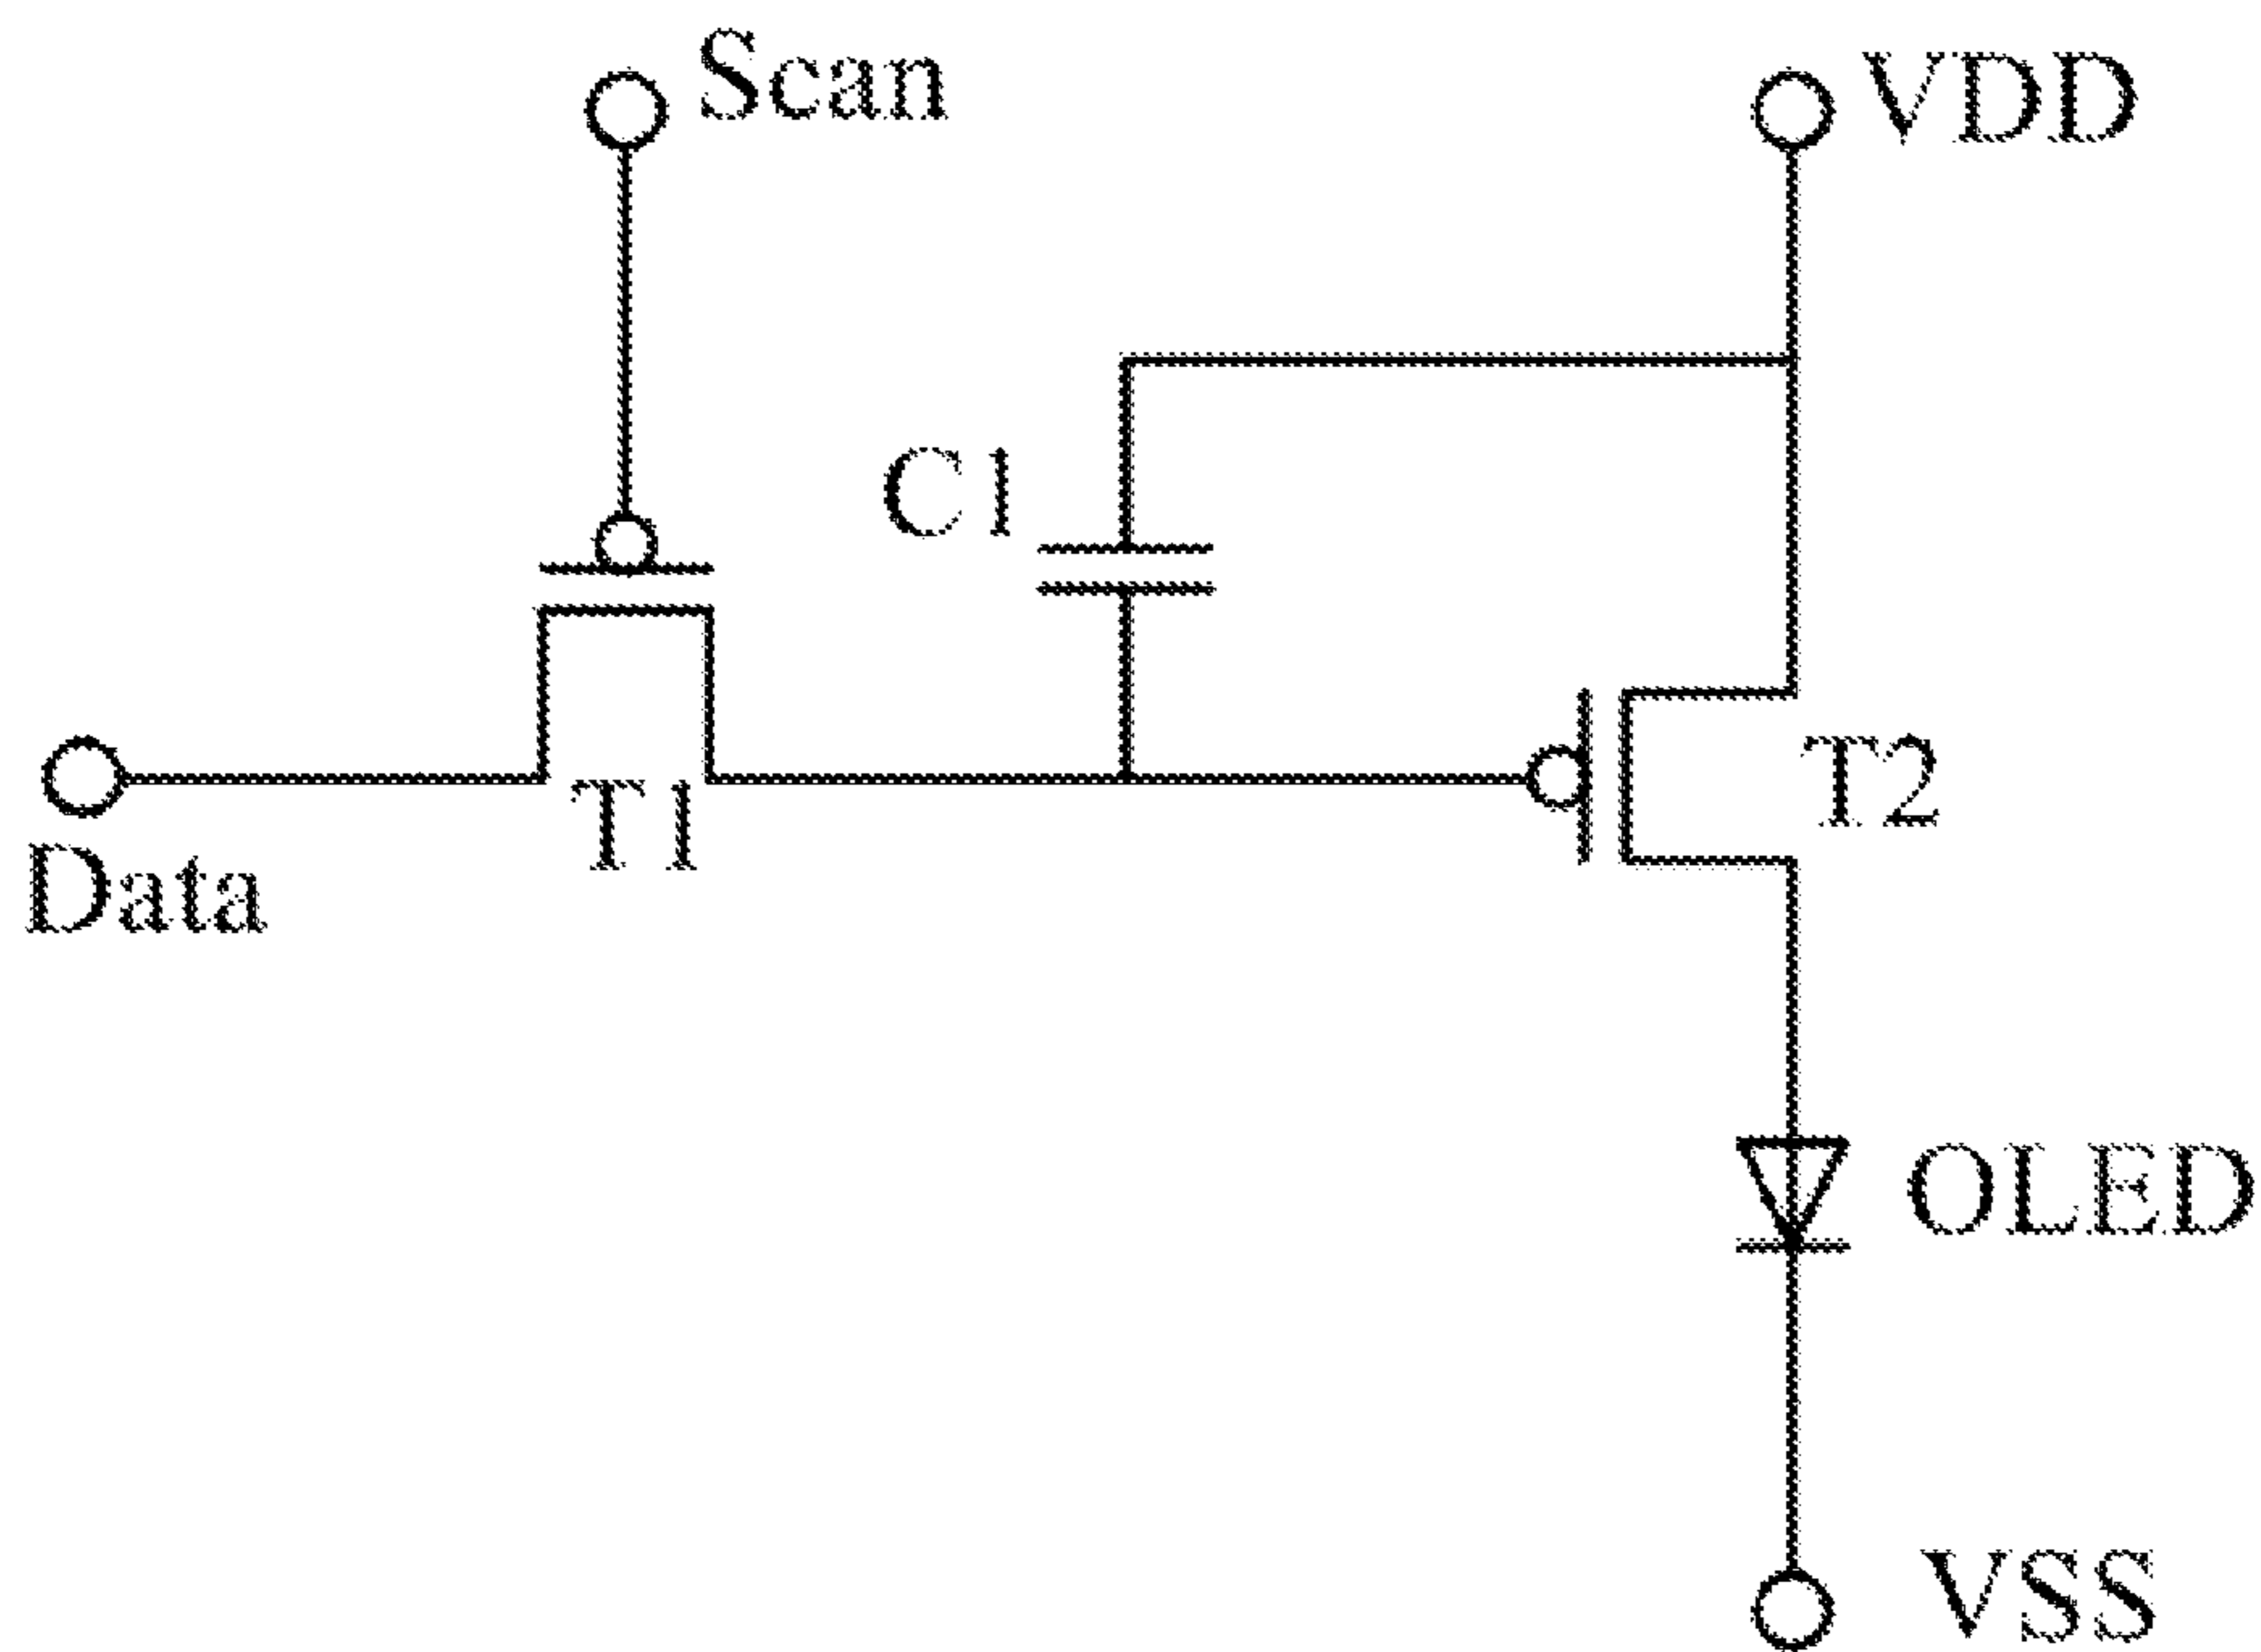 Scan
VDD
C1
T2
T1
Data
OLED
VSS